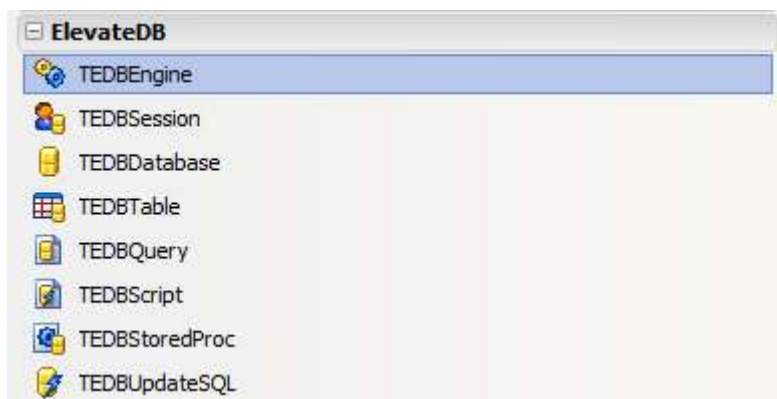 ElevateDB
TEDBEngine
TEDBSession
TEDBDatabase
TEDBTable
TEDBQuery
TEDBScript
TEDBStoredProc
TEDBUpdateSQL